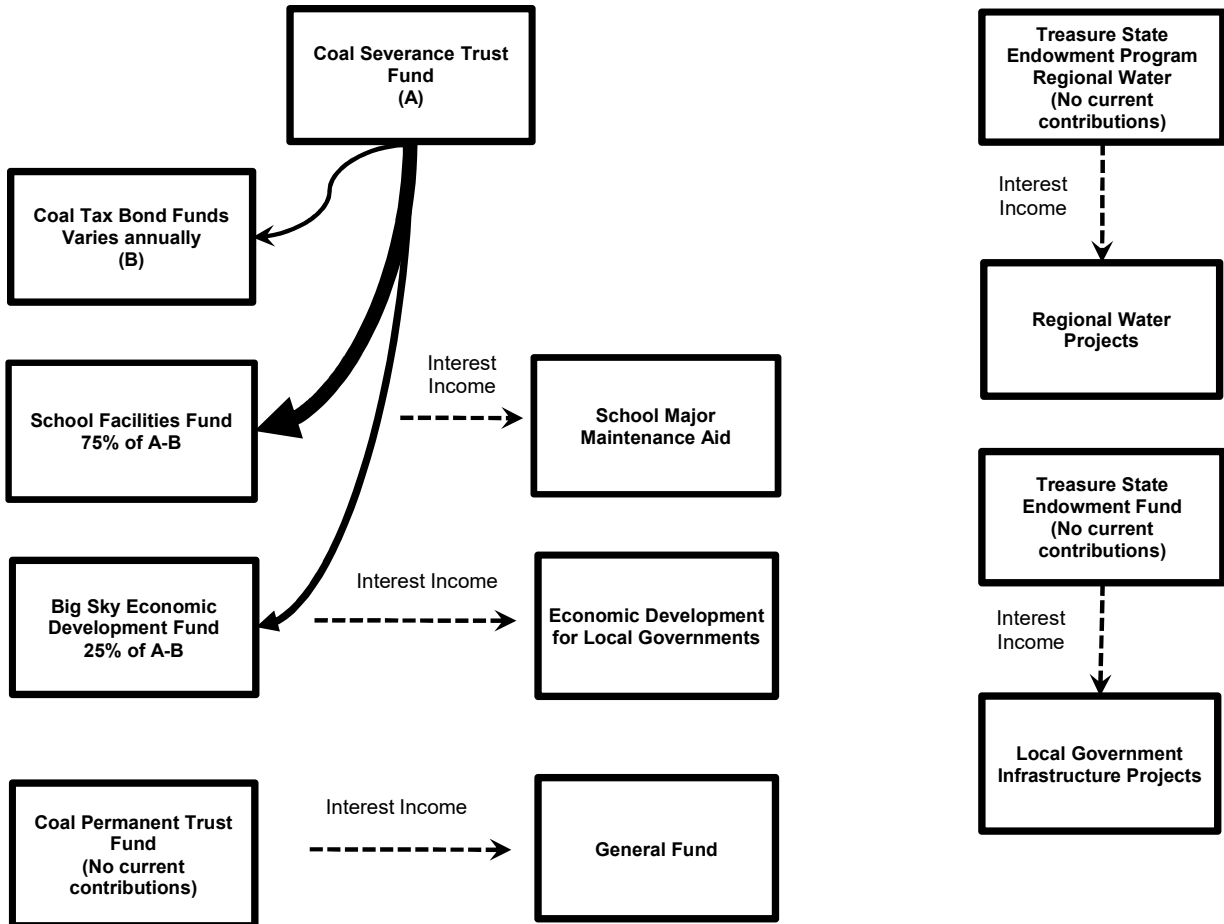 Coal Severance Trust
Fund
(A)
Coal Tax Bond Funds
Varies annually
(B)
School Facilities Fund
75% of A-B
Interest
Income
School Major
Maintenance Aid
Big Sky Economic
Development Fund
25% of A-B
Interest Income
Economic Development
for Local Governments
Coal Permanent Trust
Fund
(No current
contributions)
Interest Income
General Fund
Treasure State
Endowment Program
Regional Water
(No current
contributions)
Interest
Income
Regional Water
Projects
Treasure State
Endowment Fund
(No current
contributions)
Interest
Income
Local Government
Infrastructure Projects